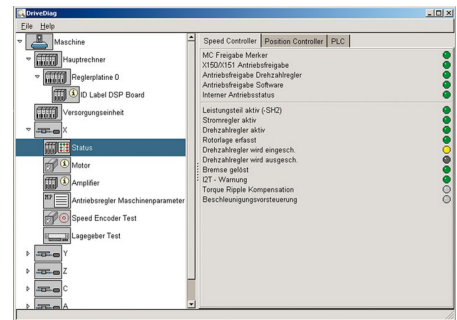 DriveDiag
File Help
Maschine
Hauptrechner
Reglerplatine 0
ID Label DSP Board
Versorgungseinheit
X
Status
Motor
Amplifier
MP Antriebsregler Maschinenparameter
Speed Encoder Test
Lagegeber Test
Y
Z
C
A
Speed Controller Position Controller PLC
MC Freigabe Merker
X150/X151 Antriebsfreigabe
Antriebsfreigabe Drehzahlregler
Antriebsfreigabe Software
Interner Antriebsstatus
Leistungsteil aktiv (-SH2)
Stromregler aktiv
Drehzahlregler aktiv
Rotorlage erfasst
Drehzahlregler wird eingesch.
Drehzahlregler wird ausgesch.
Bremse gelöst
I2T - Warnung
Torque Ripple Kompensation
Beschleunigungsvorsteuerung